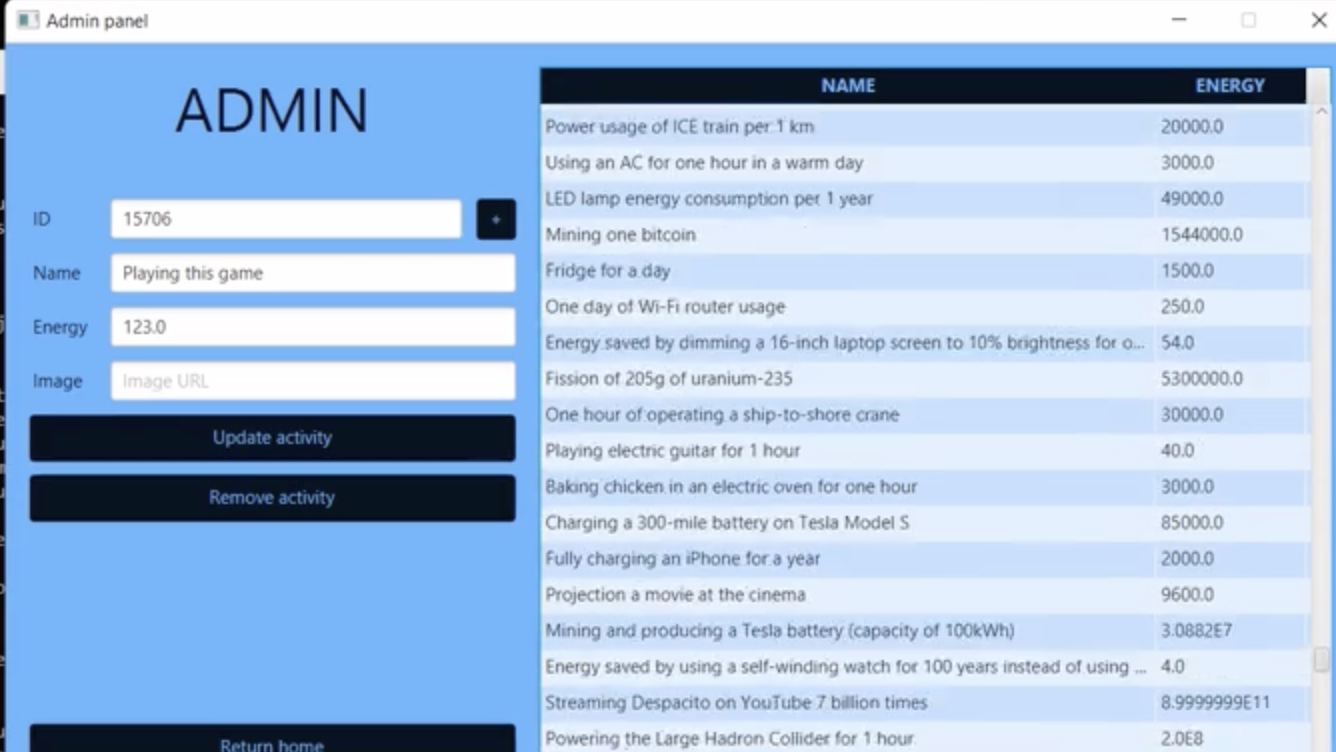 Admin panel
ADMIN
ID 15706 +
Name Playing this game
Energy 123.0
Image Image URL
Update activity
Remove activity
Return home
NAME ENERGY
Power usage of ICE train per 1 km 20000.0
Using an AC for one hour in a warm day 3000.0
LED lamp energy consumption per 1 year 49000.0
Mining one bitcoin 1544000.0
Fridge for a day 1500.0
One day of Wi-Fi router usage 250.0
Energy saved by dimming a 16-inch laptop screen to 10% brightness for o... 54.0
Fission of 205g of uranium-235 5300000.0
One hour of operating a ship-to-shore crane 30000.0
Playing electric guitar for 1 hour 40.0
Baking chicken in an electric oven for one hour 3000.0
Charging a 300-mile battery on Tesla Model S 85000.0
Fully charging an iPhone for a year 2000.0
Projection a movie at the cinema 9600.0
Mining and producing a Tesla battery (capacity of 100kWh) 3.0882E7
Energy saved by using a self-winding watch for 100 years instead of using ... 4.0
Streaming Despacito on YouTube 7 billion times 8.9999999E11
Powering the Large Hadron Collider for 1 hour 2.0E8